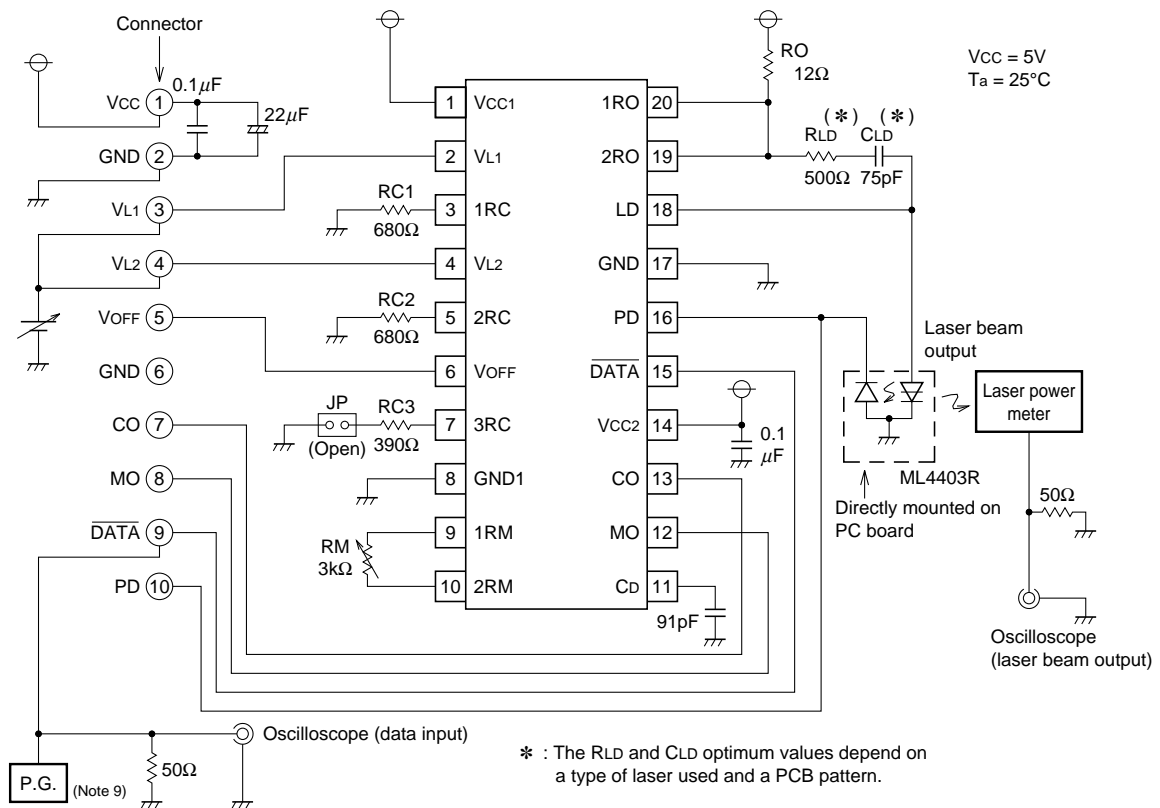 Connector
VCC 1
0.1μF
22μF
GND 2
VL1 3
VL2 4
VOFF 5
GND 6
CO 7
MO 8
DATA 9
PD 10
P.G. (Note 9)
50Ω
Oscilloscope (data input)
RC1
680Ω
RC2
680Ω
JP
(Open)
RC3
390Ω
RM
3kΩ
1 VCC1
2 VL1
3 1RC
4 VL2
5 2RC
6 VOFF
7 3RC
8 GND1
9 1RM
10 2RM
1RO 20
2RO 19
LD 18
GND 17
PD 16
DATA 15
VCC2 14
CO 13
MO 12
CD 11
91pF
RO
12Ω
(*) (*)
RLD CLD
500Ω 75pF
VCC = 5V
Ta = 25°C
0.1
μF
Laser beam
output
ML4403R
Directly mounted on
PC board
Laser power
meter
50Ω
Oscilloscope
(laser beam output)
* : The RLD and CLD optimum values depend on
a type of laser used and a PCB pattern.